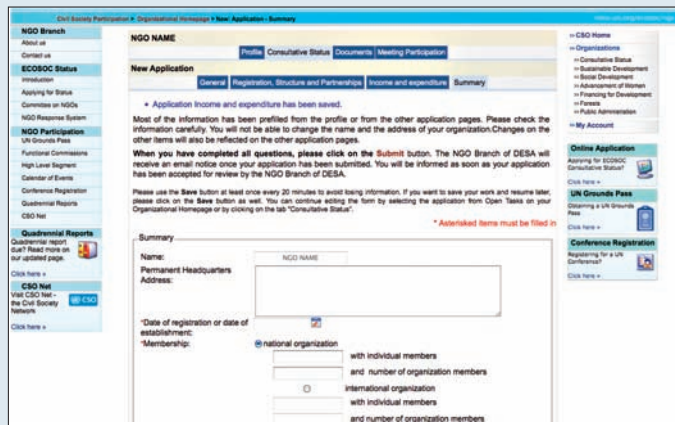 Civil Society Participation » Organizational Homepage » New: Application - Summary
NGO Branch
About us
Contact us
ECOSOC Status
Introduction
Applying for Status
Committee on NGOs
NGO Response System
NGO Participation
UN Grounds Pass
Functional Commissions
High Level Segment
Calendar of Events
Conference Registration
Quadrennial Reports
CSO Net
Quadrennial Reports
Quadrennial report
due? Read more on
our updated page.
Click here »
CSO Net
Visit CSO Net -
the Civil Society
Network
CSO
Click here »
NGO NAME
Profile Consultative Status Documents Meeting Participation
New Application
General Registration, Structure and Partnerships Income and expenditure Summary
• Application Income and expenditure has been saved.
Most of the information has been prefilled from the profile or from the other application pages. Please check the
information carefully. You will not be able to change the name and the address of your organization.Changes on
the other items will also be reflected on the other application pages.
When you have completed all questions, please click on the Submit button. The NGO Branch of DESA will
receive an email notice once your application has been submitted. You will be informed as soon as your application
has been accepted for review by the NGO Branch of DESA.
Please use the Save button at least once every 20 minutes to avoid losing information. If you want to save your work and resume later,
please click on the Save button as well. You can continue editing the form by selecting the application from Open Tasks on your
Organizational Homepage or by clicking on the tab "Consultative Status".
* Asterisked items must be filled in
Summary
Name: NGO NAME
Permanent Headquarters
Address:
*Date of registration or date of
establishment:
*Membership: national organization
with individual members
and number of organization members
international organization
with individual members
and number of organization members
›› CSO Home
›› Organizations
›› Consultative Status
›› Sustainable Development
›› Social Development
›› Advancement of Women
›› Financing for Development
›› Forests
›› Public Administration
›› My Account
Online Application
Applying for ECOSOC
Consultative Status?
Click here »
UN Grounds Pass
Obtaining a UN Grounds
Pass
Click here »
Conference Registration
Registering for a UN
Conference?
Click here »